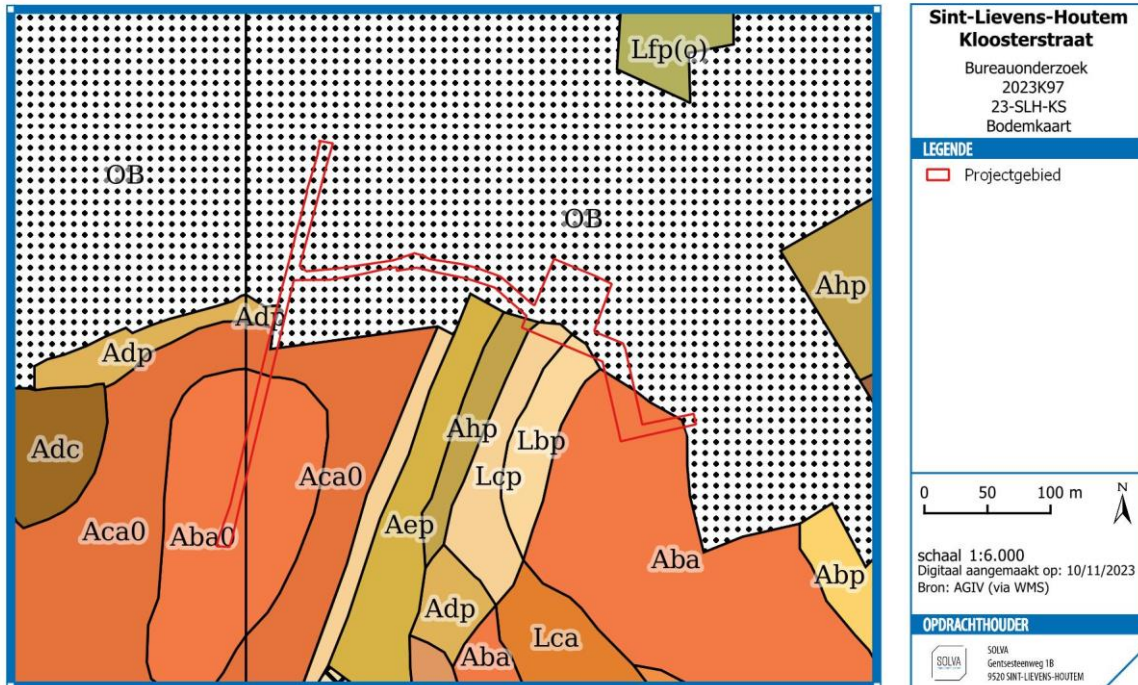 Lfp(o)
OB
OB
Ahp
Adp
Adp
Adc
Ahp
Lbp
Aca0
Lcp
Aca0
Aba0
Aep
Aba
Abp
Adp
Lca
Aba
Sint-Lievens-Houtem
Kloosterstraat
Bureauonderzoek
2023K97
23-SLH-KS
Bodemkaart
LEGENDE
Projectgebied
0 50 100 m
N
schaal 1:6.000
Digitaal aangemaakt op: 10/11/2023
Bron: AGIV (via WMS)
OPDRACHTHOUDER
SOLVA
SOLVA
Gentsesteenweg 1B
9520 SINT-LIEVENS-HOUTEM